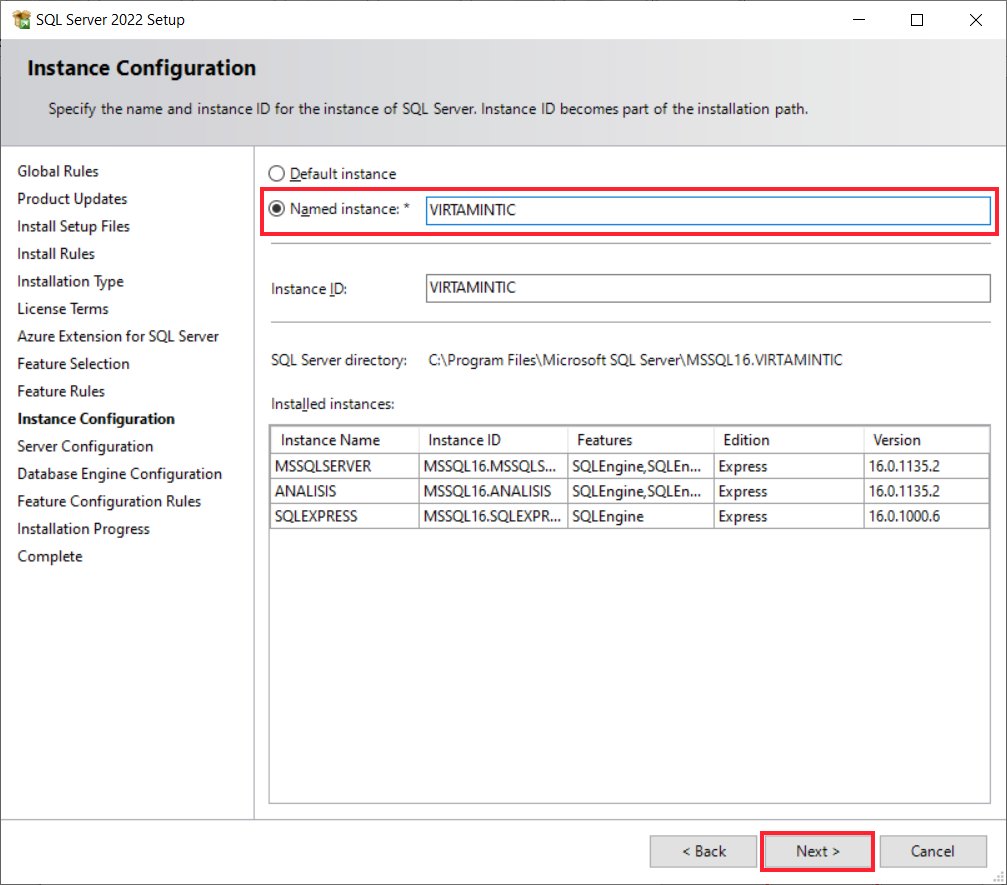 SQL Server 2022 Setup
Instance Configuration
Specify the name and instance ID for the instance of SQL Server. Instance ID becomes part of the installation path.
Global Rules
Product Updates
Install Setup Files
Install Rules
Installation Type
License Terms
Azure Extension for SQL Server
Feature Selection
Feature Rules
Instance Configuration
Server Configuration
Database Engine Configuration
Feature Configuration Rules
Installation Progress
Complete
Default instance
Named instance: * VIRTAMINTIC
Instance ID: VIRTAMINTIC
SQL Server directory: C:\Program Files\Microsoft SQL Server\MSSQL16.VIRTAMINTIC
Installed instances:
Instance Name Instance ID Features Edition Version
MSSQLSERVER MSSQL16.MSSQLS... SQLEngine,SQLEn... Express 16.0.1135.2
ANALISIS MSSQL16.ANALISIS SQLEngine,SQLEn... Express 16.0.1135.2
SQLEXPRESS MSSQL16.SQLEXPR... SQLEngine Express 16.0.1000.6
< Back Next > Cancel